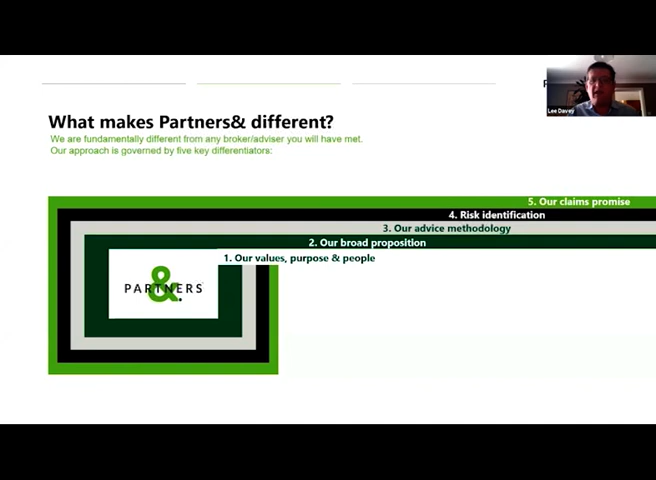 Lee Davey
What makes Partners& different?
We are fundamentally different from any broker/adviser you will have met.
Our approach is governed by five key differentiators:
5. Our claims promise
4. Risk identification
3. Our advice methodology
2. Our broad proposition
1. Our values, purpose & people
&
PARTNERS